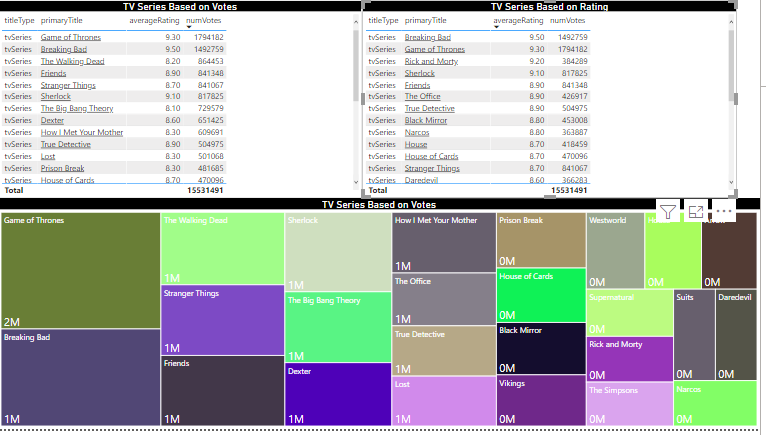 TV Series Based on Votes
titleType primaryTitle averageRating numVotes
tvSeries Game of Thrones 9.30 1794182
tvSeries Breaking Bad 9.50 1492759
tvSeries The Walking Dead 8.20 864453
tvSeries Friends 8.90 841348
tvSeries Stranger Things 8.70 841067
tvSeries Sherlock 9.10 817825
tvSeries The Big Bang Theory 8.10 729579
tvSeries Dexter 8.60 651425
tvSeries How I Met Your Mother 8.30 609691
tvSeries True Detective 8.90 504975
tvSeries Lost 8.30 501068
tvSeries Prison Break 8.30 481685
tvSeries House of Cards 8.70 470096
Total 15531491
TV Series Based on Rating
titleType primaryTitle averageRating numVotes
tvSeries Breaking Bad 9.50 1492759
tvSeries Game of Thrones 9.30 1794182
tvSeries Rick and Morty 9.20 384289
tvSeries Sherlock 9.10 817825
tvSeries Friends 8.90 841348
tvSeries The Office 8.90 426917
tvSeries True Detective 8.90 504975
tvSeries Black Mirror 8.80 453008
tvSeries Narcos 8.80 363887
tvSeries House 8.70 418459
tvSeries House of Cards 8.70 470096
tvSeries Stranger Things 8.70 841067
tvSeries Daredevil 8.60 366283
Total 15531491
TV Series Based on Votes
Game of Thrones
2M
Breaking Bad
1M
The Walking Dead
1M
Stranger Things
1M
Friends
1M
Sherlock
1M
The Big Bang Theory
1M
Dexter
1M
How I Met Your Mother
1M
The Office
1M
True Detective
1M
Lost
1M
Prison Break
0M
House of Cards
0M
Black Mirror
0M
Vikings
0M
Westworld
0M
0M
0M
Supernatural
0M
Rick and Morty
0M
The Simpsons
0M
Suits
0M
Daredevil
0M
Narcos
0M